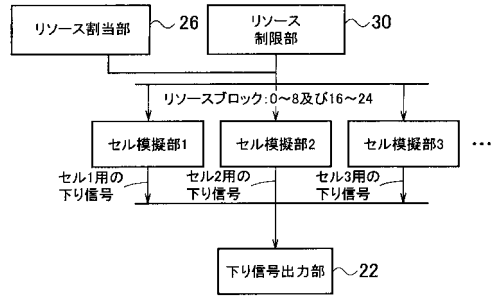 リソース割当部
26
リソース
制限部
30
リソースブロック:0～8及び16～24
セル模擬部1
セル模擬部2
セル模擬部3
…
セル1用の
下り信号
セル2用の
下り信号
セル3用の
下り信号
下り信号出力部
22